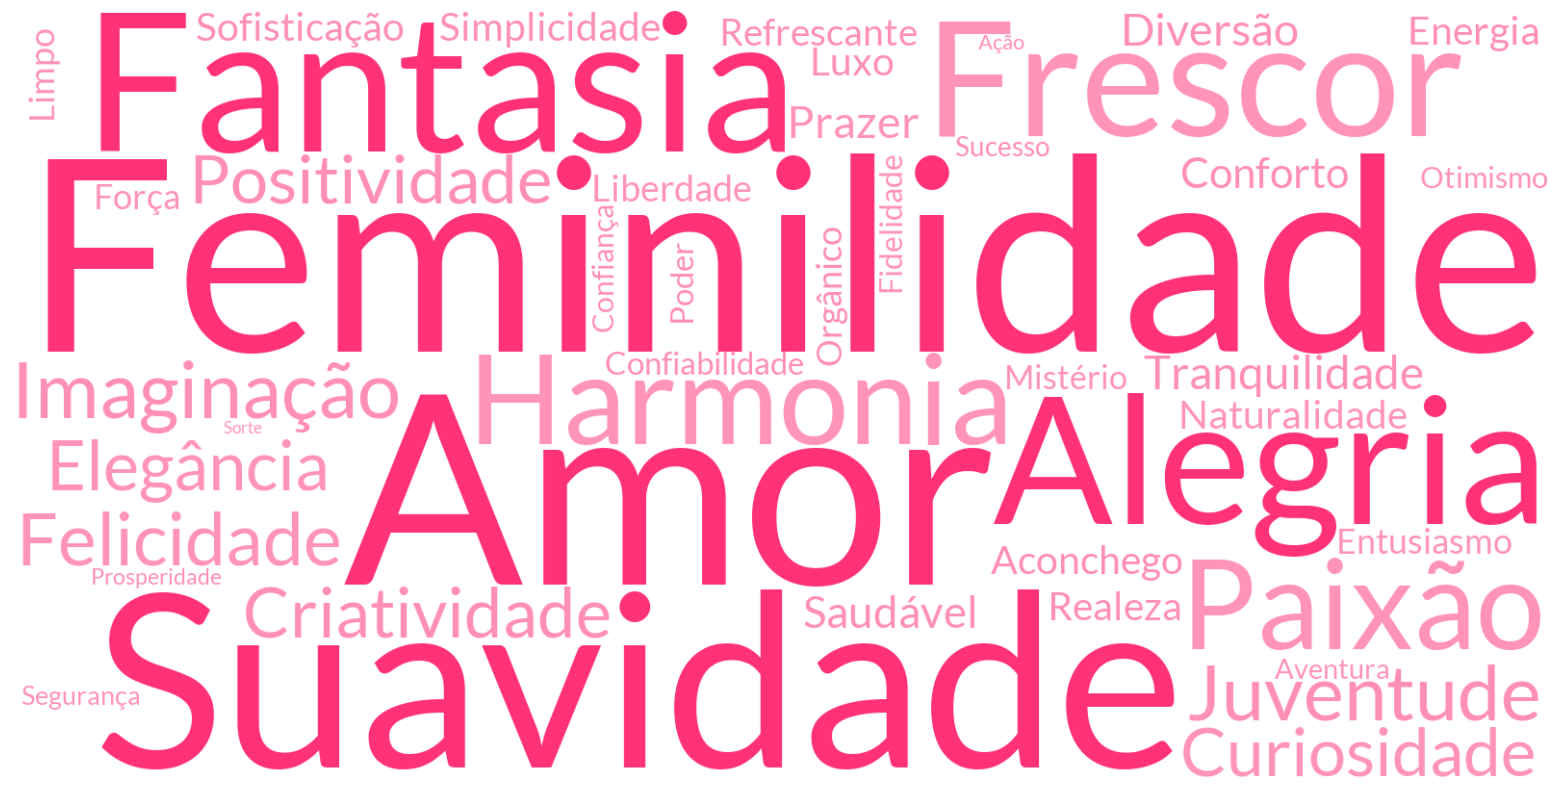 Fantasia
Sofisticação
Simplicidade
Refrescante
Luxo
Ação
Frescor
Diversão
Energia
Limpo
Prazer
Sucesso
Força
Positividade
Liberdade
Feminilidade
Confiança
Poder
Orgânico
Fidelidade
Conforto
Otimismo
Imaginação
Sorte
Harmonia
Confiabilidade
Mistério
Tranquilidade
Naturalidade
Elegância
Amor
Alegria
Felicidade
Prosperidade
Aconchego
Entusiasmo
Criatividade
Suavidade
Saudável
Realeza
Paixão
Segurança
Aventura
Juventude
Curiosidade